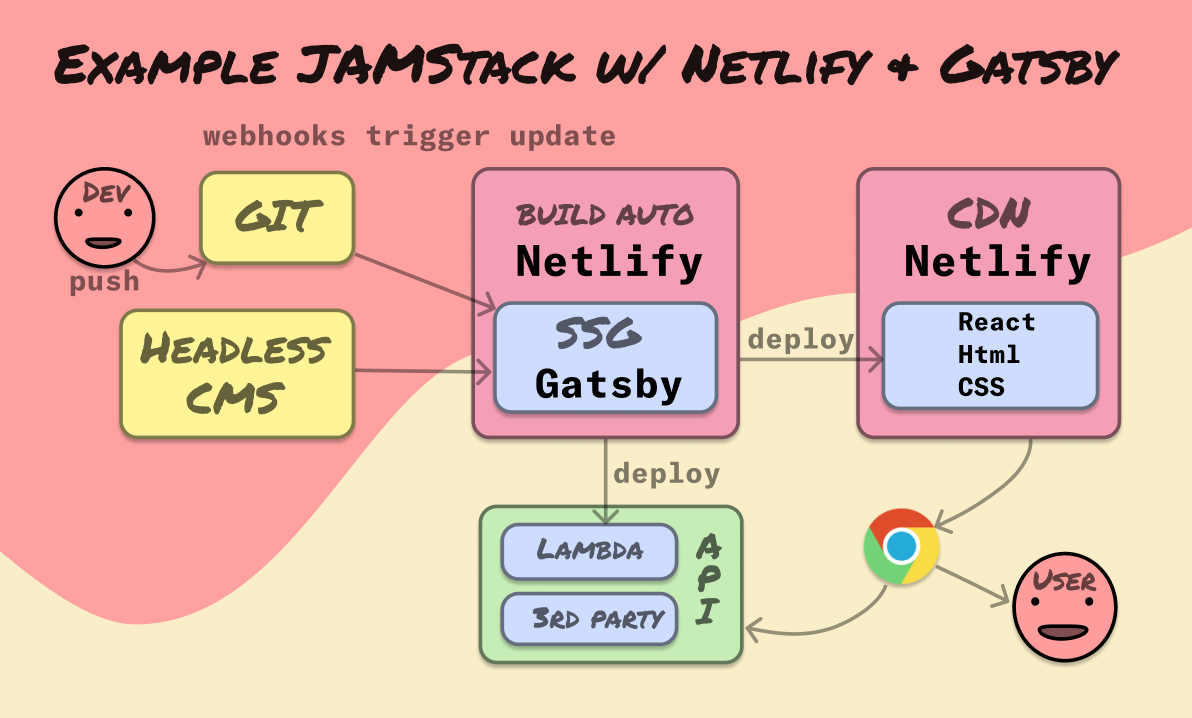 Example JAMStack w/ Netlify & Gatsby
webhooks trigger update
Dev
push
GIT
Headless
CMS
BUILD AUTO
Netlify
SSG
Gatsby
deploy
CDN
Netlify
React
Html
CSS
deploy
Lambda
3rd party
API
User